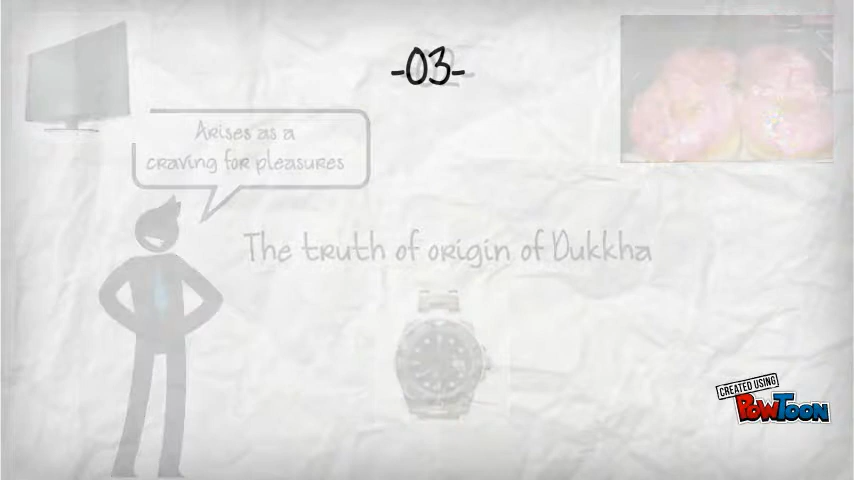 -03-
Arises as a
craving for pleasures
The truth of origin of Dukkha
CREATED USING
POWTOON